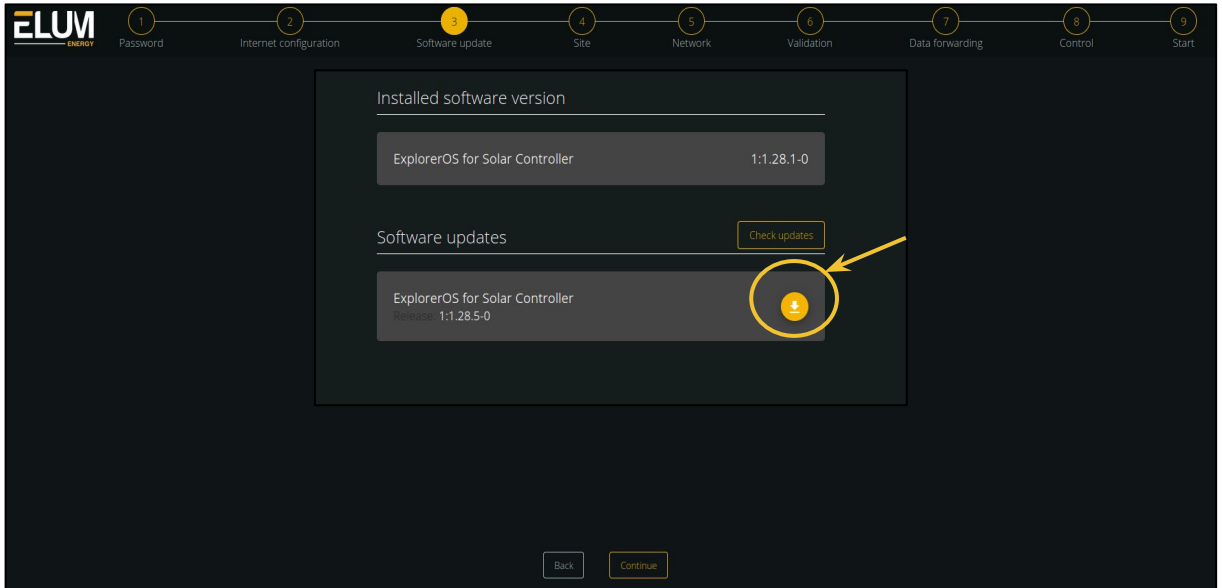 ELUM
ENERGY
1 2 3 4 5 6 7 8 9
Password Internet configuration Software update Site Network Validation Data forwarding Control Start
Installed software version
ExplorerOS for Solar Controller 1:1.28.1-0
Software updates Check updates
ExplorerOS for Solar Controller
Release: 1:1.28.5-0
Back Continue